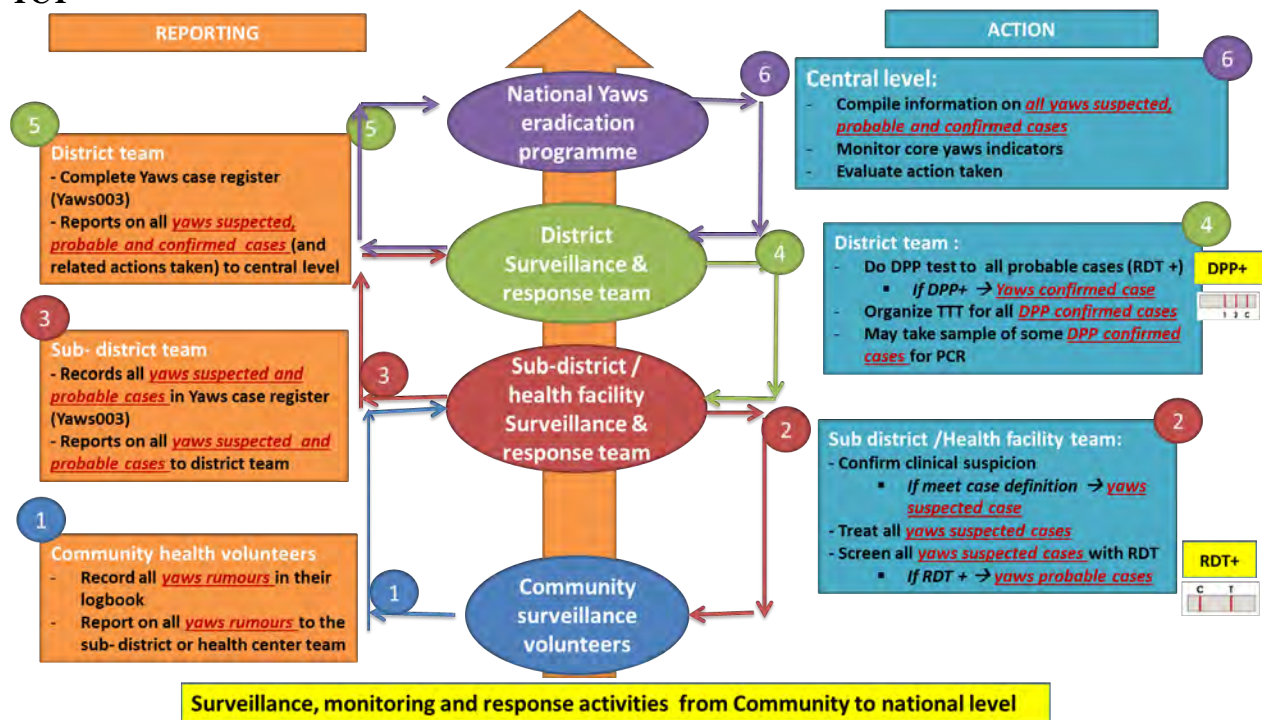 for
REPORTING
ACTION
5
District team
- Complete Yaws case register
(Yaws003)
- Reports on all yaws suspected,
probable and confirmed cases (and
related actions taken) to central level
3
Sub- district team
- Records all yaws suspected and
probable cases in Yaws case register
(Yaws003)
- Reports on all yaws suspected and
probable cases to district team
1
Community health volunteers
- Record all yaws rumours in their
logbook
- Report on all yaws rumours to the
sub- district or health center team
5
National Yaws
eradication
programme
6
District
Surveillance &
response team
4
3
Sub-district /
health facility
Surveillance &
response team
2
1
Community
surveillance
volunteers
6
Central level:
- Compile information on all yaws suspected,
probable and confirmed cases
- Monitor core yaws indicators
- Evaluate action taken
4
District team :
- Do DPP test to all probable cases (RDT +)
▪ If DPP+ → Yaws confirmed case
- Organize TTT for all DPP confirmed cases
- May take sample of some DPP confirmed
cases for PCR
DPP+
1 2 C
2
Sub district /Health facility team:
- Confirm clinical suspicion
▪ If meet case definition → yaws
suspected case
- Treat all yaws suspected cases
- Screen all yaws suspected cases with RDT
▪ If RDT + → yaws probable cases
RDT+
C T
Surveillance, monitoring and response activities from Community to national level